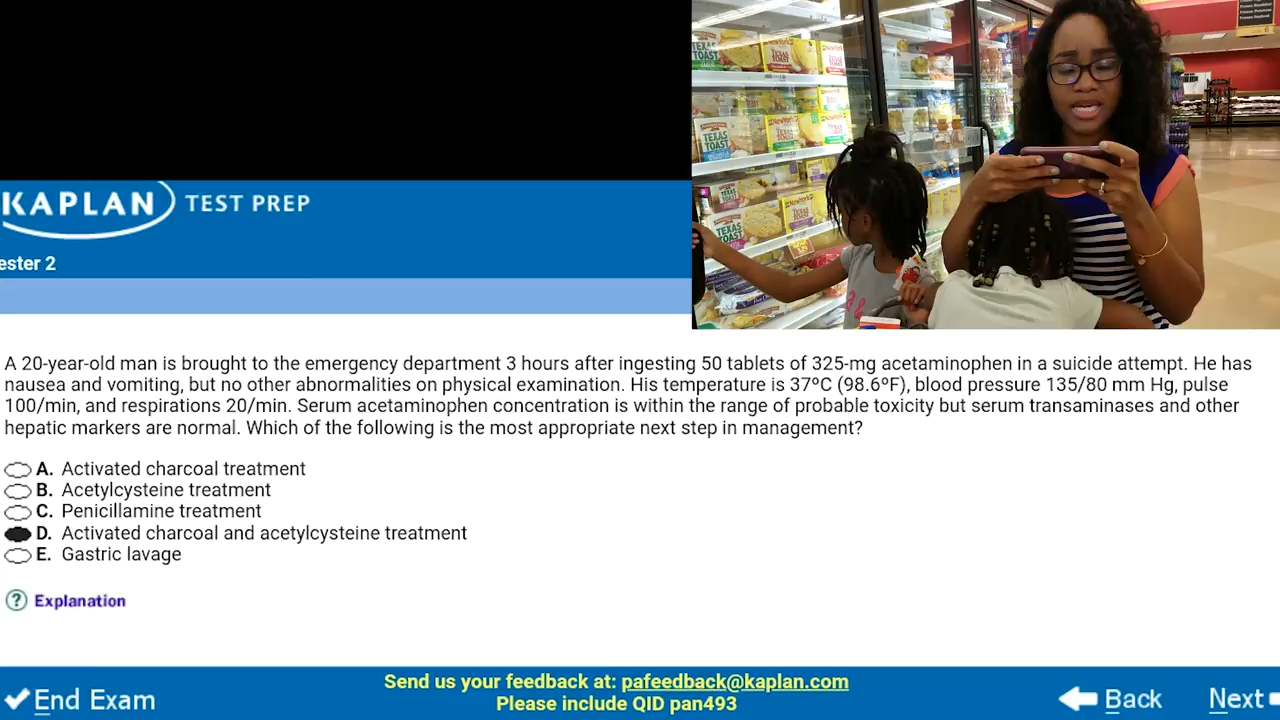 KAPLAN TEST PREP
ester 2
TEXAS TOAST
A 20-year-old man is brought to the emergency department 3 hours after ingesting 50 tablets of 325-mg acetaminophen in a suicide attempt. He has
nausea and vomiting, but no other abnormalities on physical examination. His temperature is 37ºC (98.6ºF), blood pressure 135/80 mm Hg, pulse
100/min, and respirations 20/min. Serum acetaminophen concentration is within the range of probable toxicity but serum transaminases and other
hepatic markers are normal. Which of the following is the most appropriate next step in management?
A. Activated charcoal treatment
B. Acetylcysteine treatment
C. Penicillamine treatment
D. Activated charcoal and acetylcysteine treatment
E. Gastric lavage
? Explanation
End Exam
Send us your feedback at: pafeedback@kaplan.com
Please include QID pan493
Back
Next